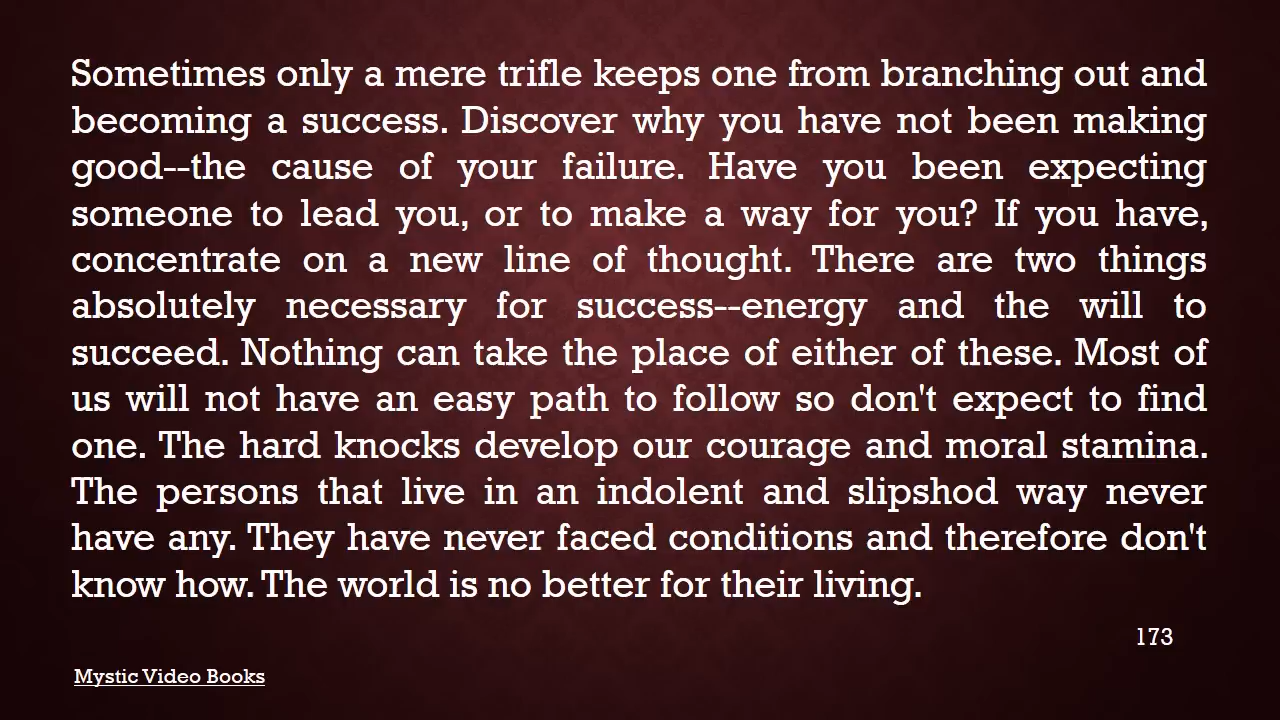 Sometimes only a mere trifle keeps one from branching out and
becoming a success. Discover why you have not been making
good--the cause of your failure. Have you been expecting
someone to lead you, or to make a way for you? If you have,
concentrate on a new line of thought. There are two things
absolutely necessary for success--energy and the will to
succeed. Nothing can take the place of either of these. Most of
us will not have an easy path to follow so don't expect to find
one. The hard knocks develop our courage and moral stamina.
The persons that live in an indolent and slipshod way never
have any. They have never faced conditions and therefore don't
know how. The world is no better for their living.
173
Mystic Video Books